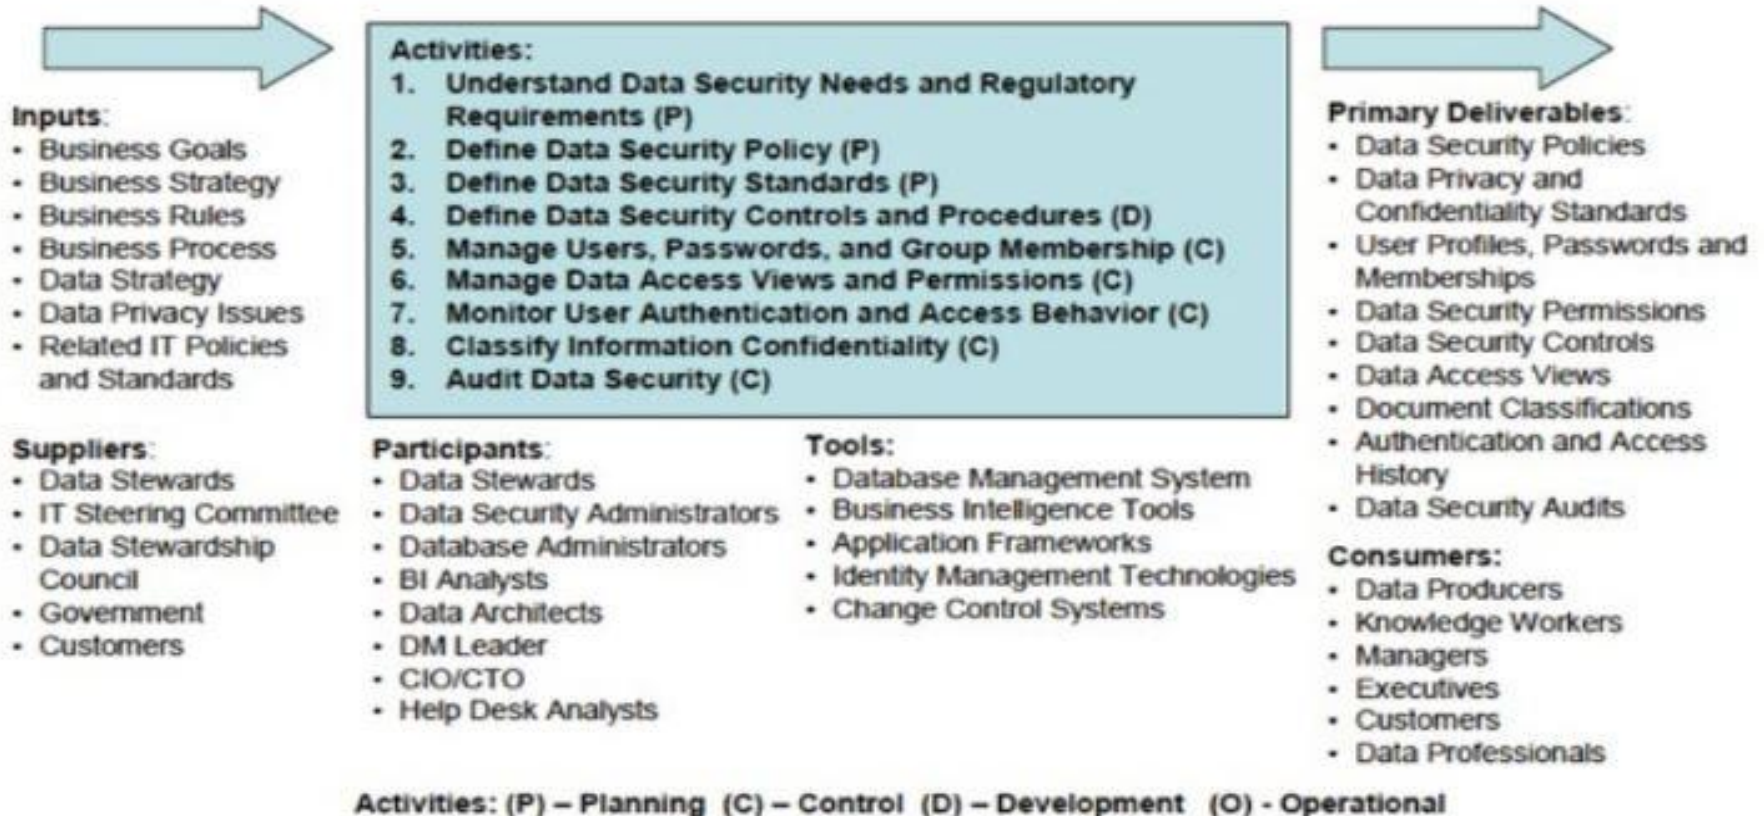 Inputs:
• Business Goals
• Business Strategy
• Business Rules
• Business Process
• Data Strategy
• Data Privacy Issues
• Related IT Policies
and Standards
Activities:
1. Understand Data Security Needs and Regulatory
Requirements (P)
2. Define Data Security Policy (P)
3. Define Data Security Standards (P)
4. Define Data Security Controls and Procedures (D)
5. Manage Users, Passwords, and Group Membership (C)
6. Manage Data Access Views and Permissions (C)
7. Monitor User Authentication and Access Behavior (C)
8. Classify Information Confidentiality (C)
9. Audit Data Security (C)
Primary Deliverables:
• Data Security Policies
• Data Privacy and
Confidentiality Standards
• User Profiles, Passwords and
Memberships
• Data Security Permissions
• Data Security Controls
• Data Access Views
• Document Classifications
• Authentication and Access
History
• Data Security Audits
Suppliers:
• Data Stewards
• IT Steering Committee
• Data Stewardship
Council
• Government
• Customers
Participants:
• Data Stewards
• Data Security Administrators
• Database Administrators
• BI Analysts
• Data Architects
• DM Leader
• CIO/CTO
• Help Desk Analysts
Tools:
• Database Management System
• Business Intelligence Tools
• Application Frameworks
• Identity Management Technologies
• Change Control Systems
Consumers:
• Data Producers
• Knowledge Workers
• Managers
• Executives
• Customers
• Data Professionals
Activities: (P) – Planning (C) – Control (D) – Development (O) - Operational